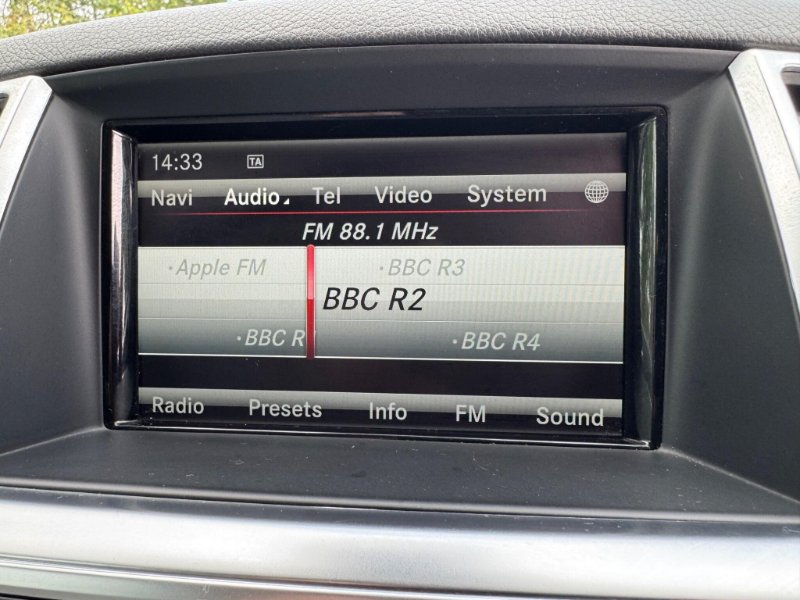 14:33 TA
Navi Audio Tel Video System
FM 88.1 MHz
·Apple FM ·BBC R3
BBC R2
·BBC R ·BBC R4
Radio Presets Info FM Sound